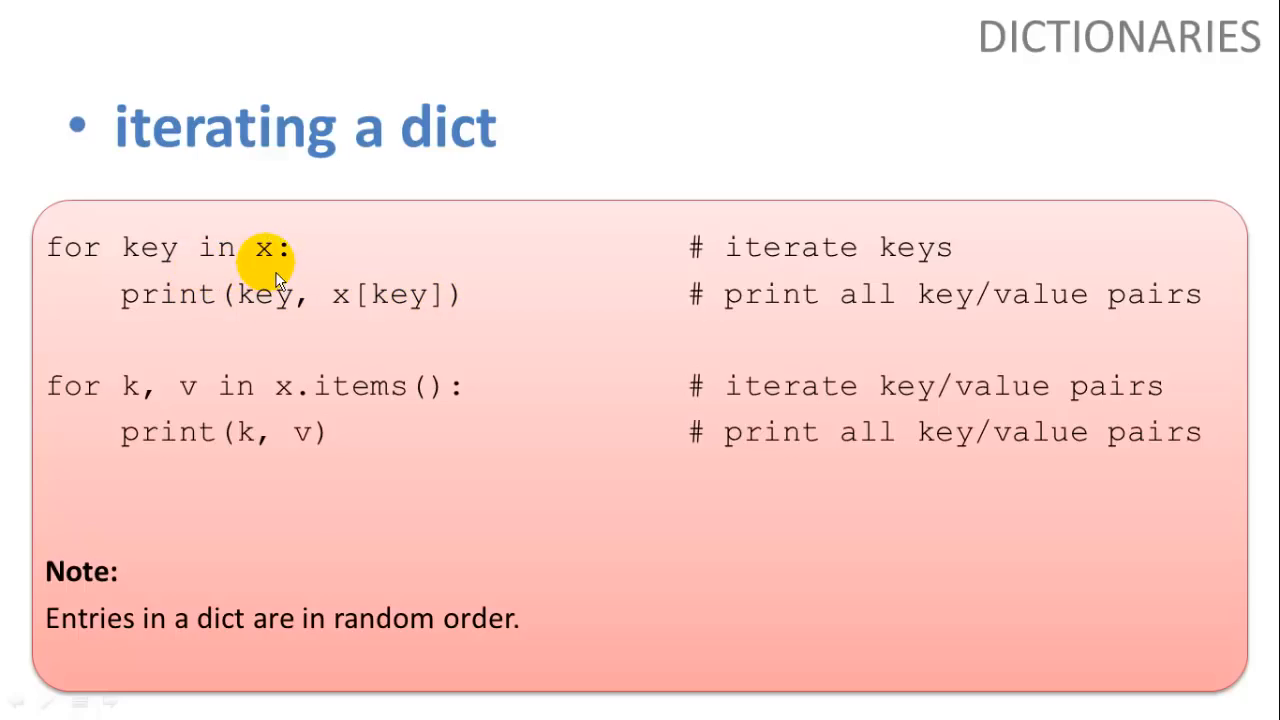 DICTIONARIES
• iterating a dict
for key in x: # iterate keys
print(key, x[key]) # print all key/value pairs
for k, v in x.items(): # iterate key/value pairs
print(k, v) # print all key/value pairs
Note:
Entries in a dict are in random order.